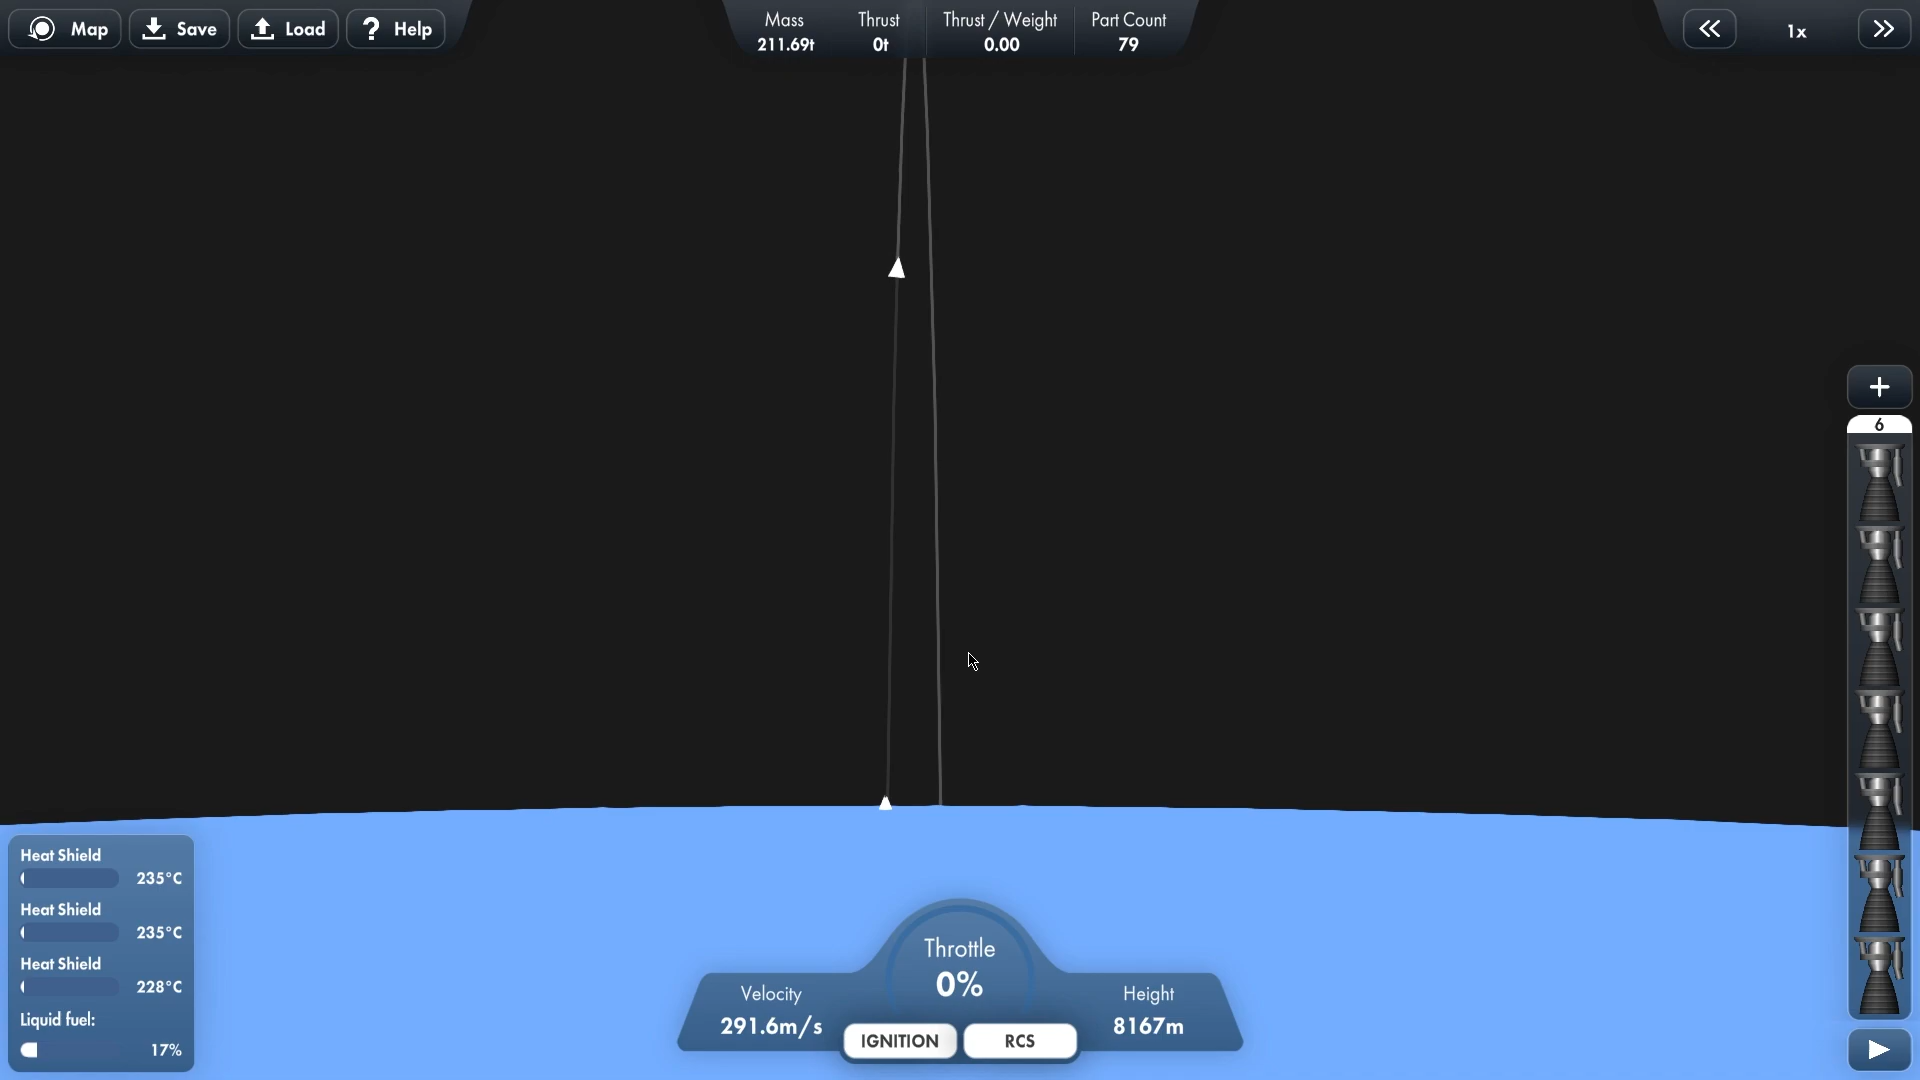 Map Save Load Help
Mass Thrust Thrust / Weight Part Count
211.69t 0t 0.00 79
1x
6
Heat Shield
235°C
Heat Shield
235°C
Heat Shield
228°C
Liquid fuel:
17%
Throttle
0%
Velocity
291.6m/s
IGNITION RCS
Height
8167m